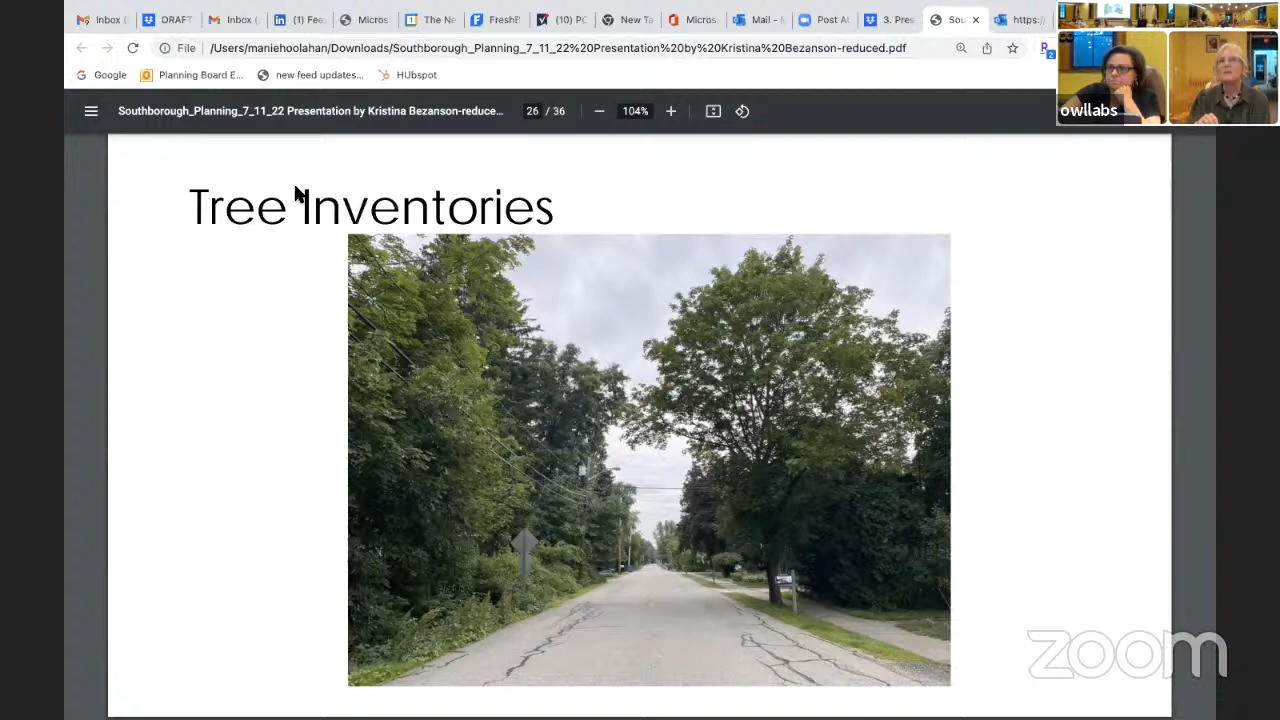 Inbox (
DRAFT
Inbox (
(1) Fee
Micros
The Ne
FreshB
(10) PC
New Ta
Micros
Mail -
Post At
3. Pres
Sou
https:/
File
/Users/maniehoolahan/Downloads/Southborough_Planning_7_11_22%20Presentation%20by%20Kristina%20Bezanson-reduced.pdf
Google
Planning Board E...
new feed updates...
HUbspot
owllabs
Southborough_Planning_7_11_22 Presentation by Kristina Bezanson-reduce...
26 / 36
104%
Tree Inventories
zoom